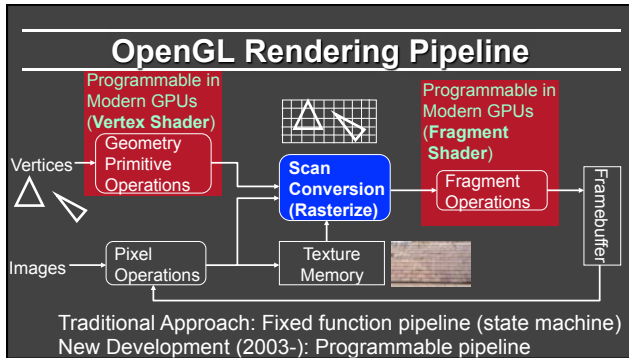 OpenGL Rendering Pipeline
Programmable in
Modern GPUs
(Vertex Shader)
Programmable in
Modern GPUs
(Fragment
Shader)
Vertices
Geometry
Primitive
Operations
Scan
Conversion
(Rasterize)
Fragment
Operations
Framebuffer
Images
Pixel
Operations
Texture
Memory
Traditional Approach: Fixed function pipeline (state machine)
New Development (2003-): Programmable pipeline